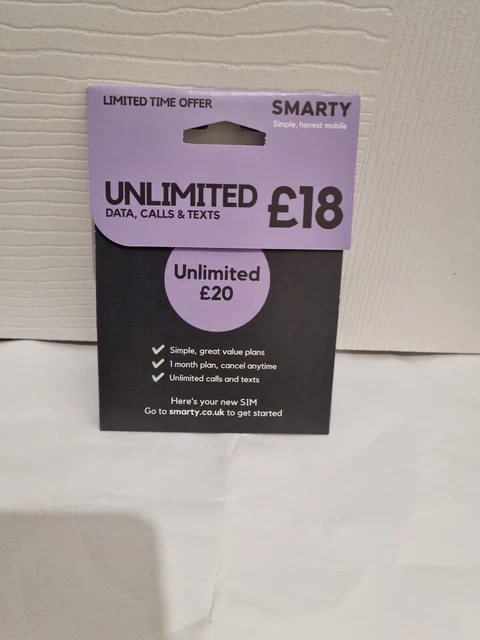 LIMITED TIME OFFER
SMARTY
Simple, honest mobile
UNLIMITED £18
DATA, CALLS & TEXTS
Unlimited
£20
Simple, great value plans
1 month plan, cancel anytime
Unlimited calls and texts
Here's your new SIM
Go to smarty.co.uk to get started